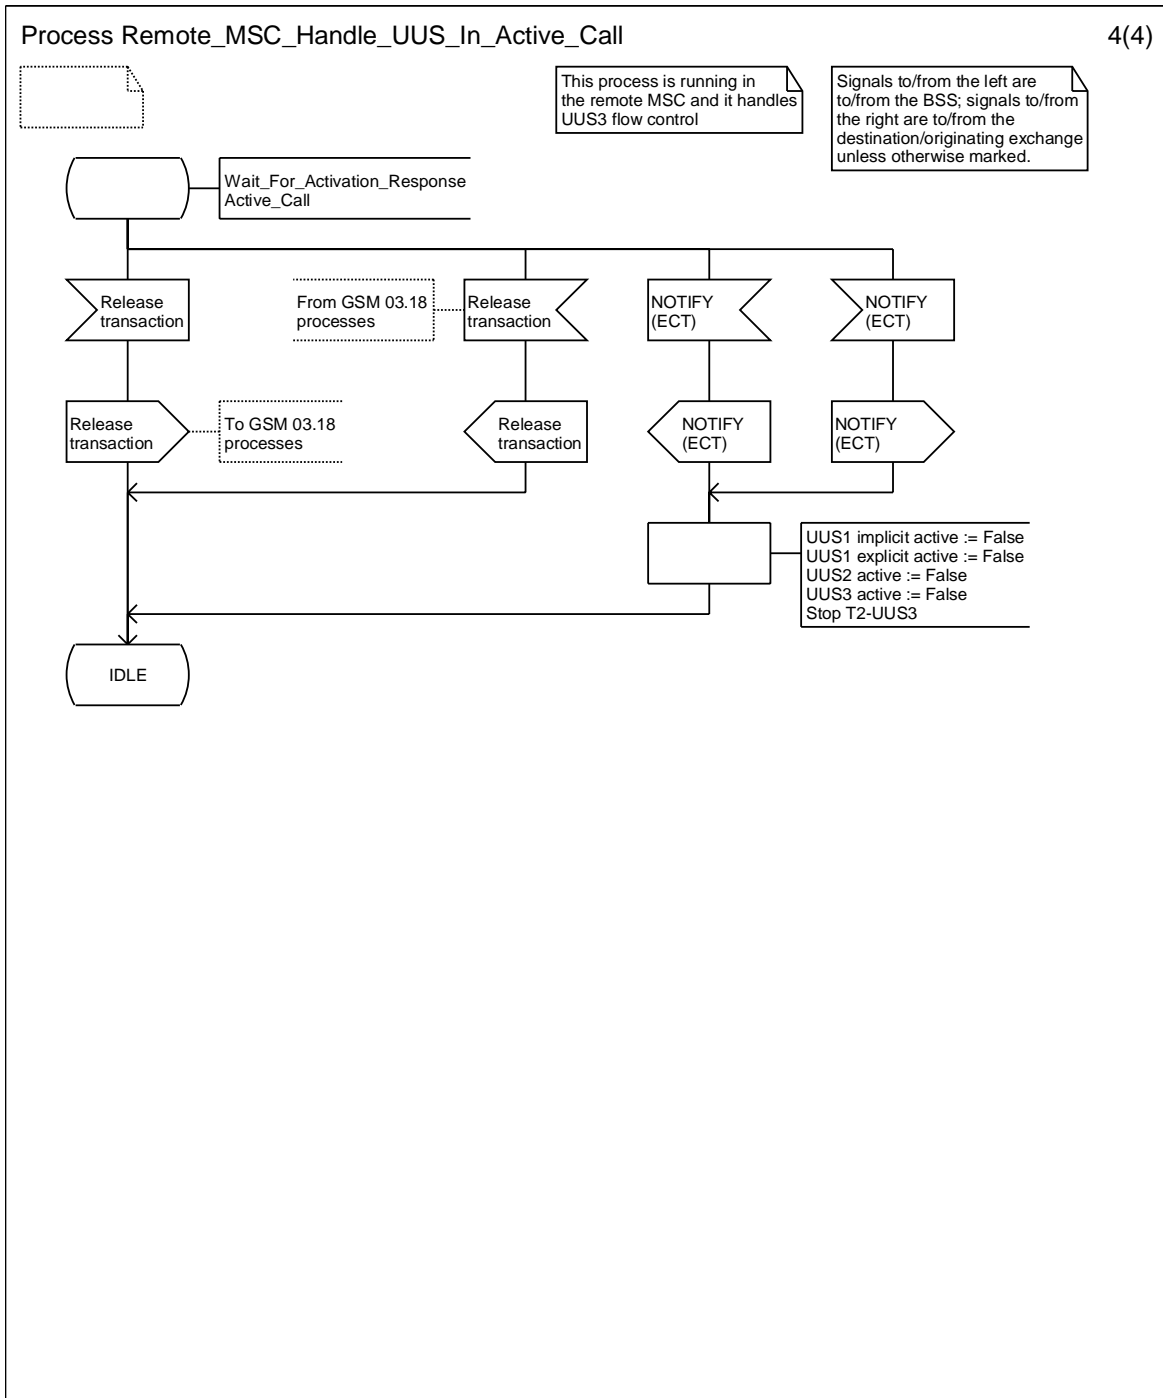 Process Remote_MSC_Handle_UUS_In_Active_Call
4(4)
This process is running in
the remote MSC and it handles
UUS3 flow control
Signals to/from the left are
to/from the BSS; signals to/from
the right are to/from the
destination/originating exchange
unless otherwise marked.
Wait_For_Activation_Response
Active_Call
Release
transaction
From GSM 03.18
processes
Release
transaction
NOTIFY
(ECT)
NOTIFY
(ECT)
Release
transaction
To GSM 03.18
processes
Release
transaction
NOTIFY
(ECT)
NOTIFY
(ECT)
UUS1 implicit active := False
UUS1 explicit active := False
UUS2 active := False
UUS3 active := False
Stop T2-UUS3
IDLE